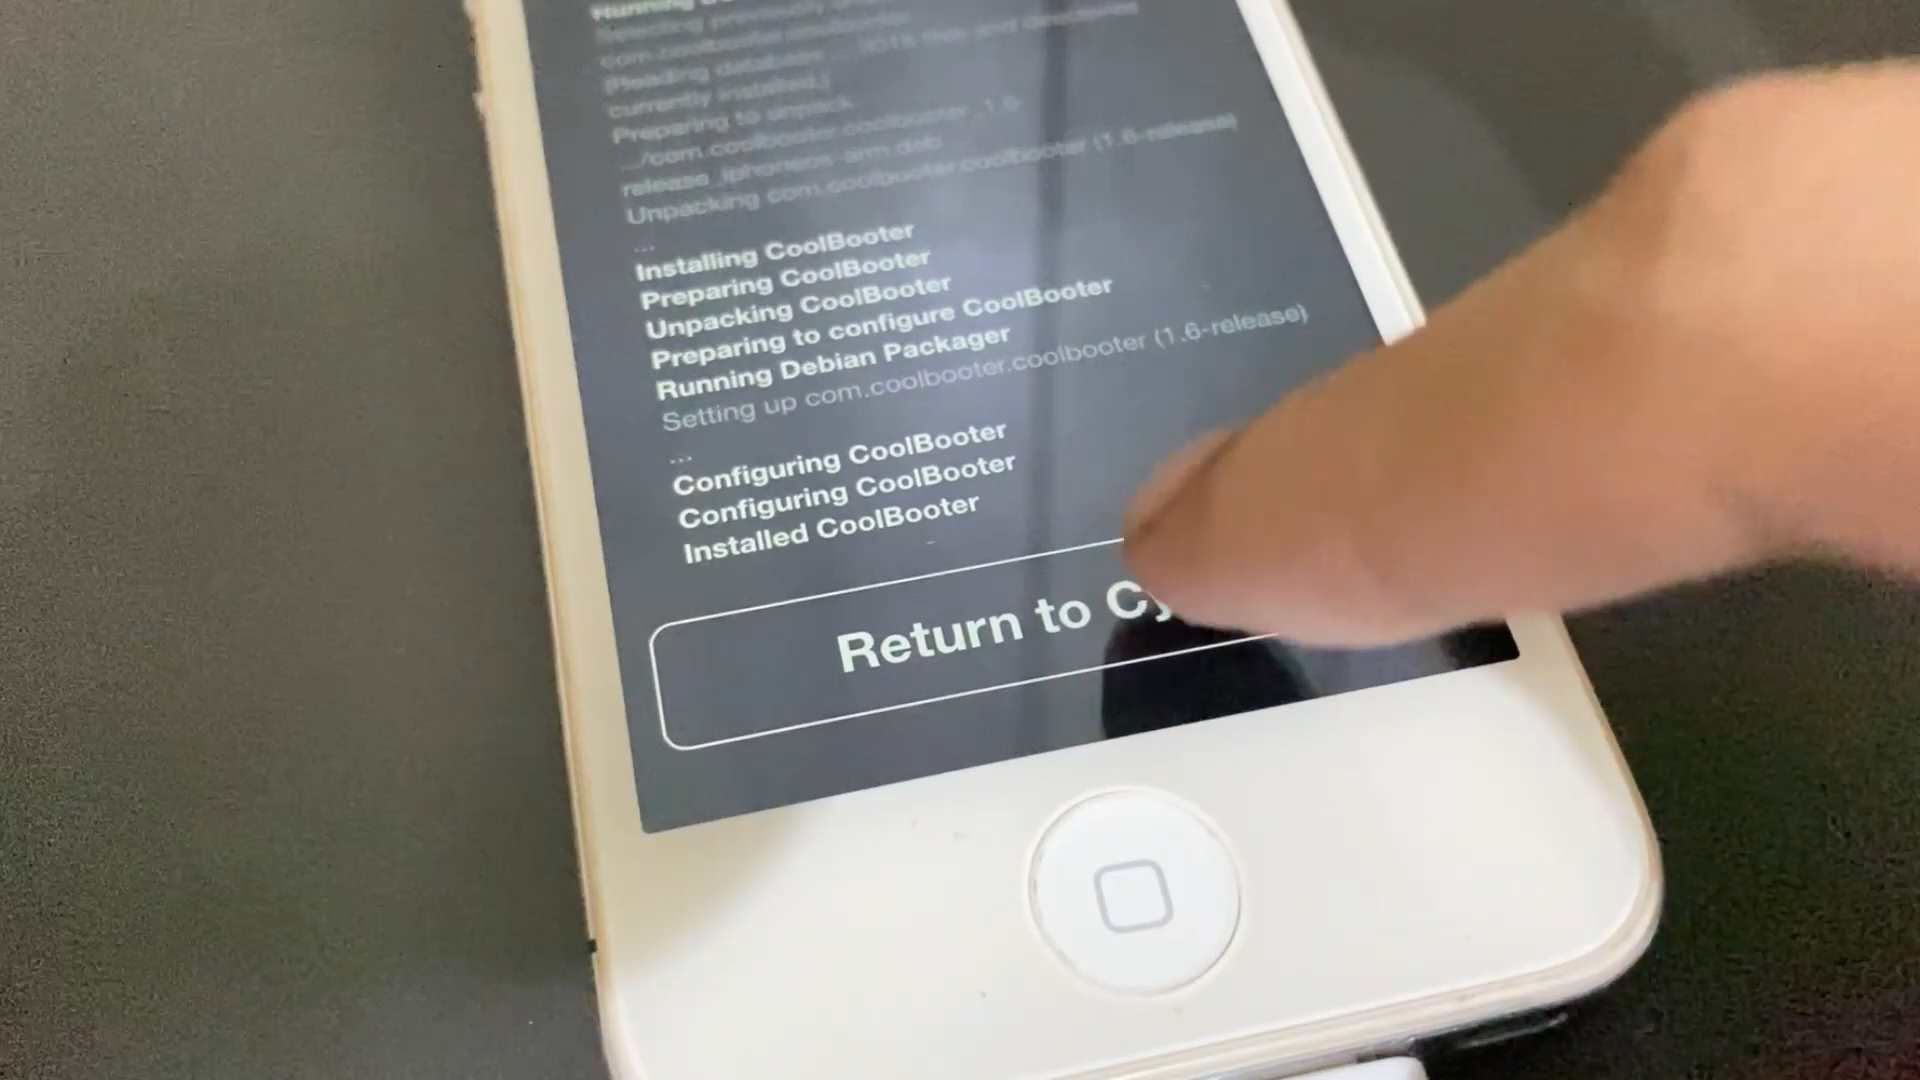 Running
com.coolbooter.coolbooter
(Reading database ... 3018 files and directories
currently installed.)
Preparing to unpack
.../com.coolbooter.coolbooter_1.6-
release_iphoneos-arm.deb
Unpacking com.coolbooter.coolbooter (1.6-release)
...
Installing CoolBooter
Preparing CoolBooter
Unpacking CoolBooter
Preparing to configure CoolBooter
Running Debian Packager
Setting up com.coolbooter.coolbooter (1.6-release)
...
Configuring CoolBooter
Configuring CoolBooter
Installed CoolBooter
Return to Cy